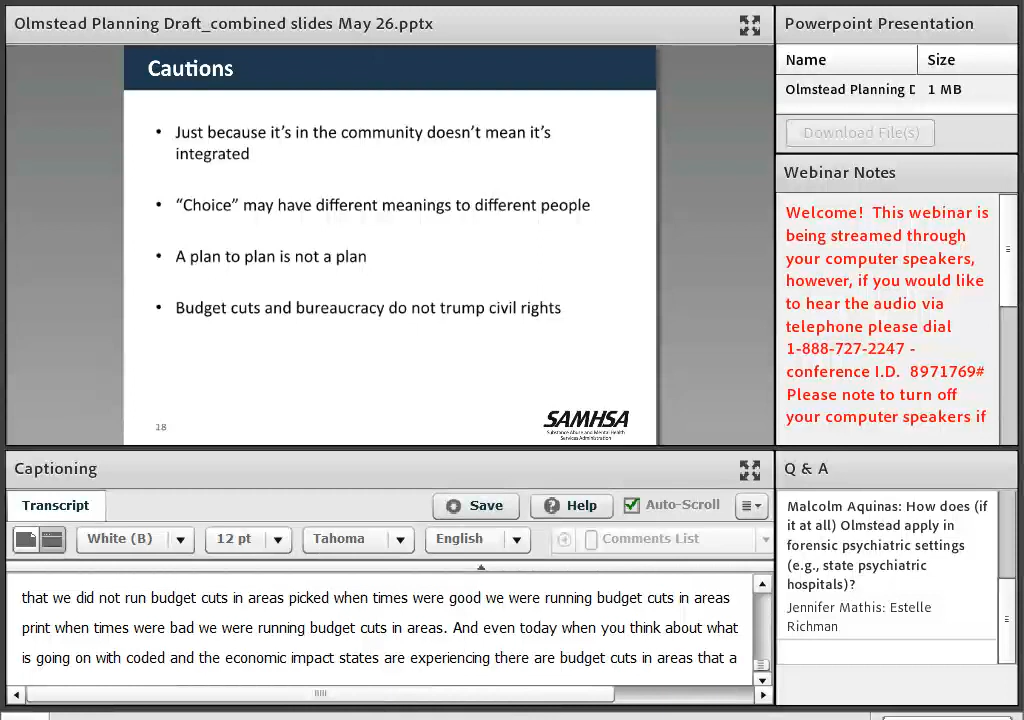 Olmstead Planning Draft_combined slides May 26.pptx
Cautions
• Just because it’s in the community doesn’t mean it’s
integrated
• “Choice” may have different meanings to different people
• A plan to plan is not a plan
• Budget cuts and bureaucracy do not trump civil rights
18
SAMHSA
Substance Abuse and Mental Health
Services Administration
Powerpoint Presentation
Name Size
Olmstead Planning D 1 MB
Download File(s)
Webinar Notes
Welcome! This webinar is
being streamed through
your computer speakers,
however, if you would like
to hear the audio via
telephone please dial
1-888-727-2247 -
conference I.D. 8971769#
Please note to turn off
your computer speakers if
Captioning
Transcript Save Help Auto-Scroll
White (B) 12 pt Tahoma English Comments List
that we did not run budget cuts in areas picked when times were good we were running budget cuts in areas
print when times were bad we were running budget cuts in areas. And even today when you think about what
is going on with coded and the economic impact states are experiencing there are budget cuts in areas that a
Q & A
Malcolm Aquinas: How does (if
it at all) Olmstead apply in
forensic psychiatric settings
(e.g., state psychiatric
hospitals)?
Jennifer Mathis: Estelle
Richman